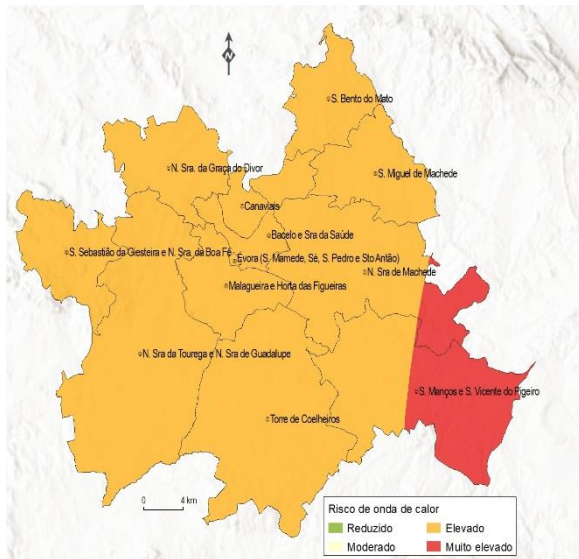 N
S. Bento do Mato
N. Sra. da Graça do Divor
S. Miguel de Machede
Canaviais
Bacelo e Sra da Saúde
S. Sebastião da Giesteira e N. Sra. da Boa Fé
Évora (S. Mamede, Sé, S. Pedro e Sto Antão)
N. Sra de Machede
Malagueira e Horta das Figueiras
N. Sra da Tourega e N. Sra de Guadalupe
S. Manços e S. Vicente do Pigeiro
Torre de Coelheiros
0 4 km
Risco de onda de calor
Reduzido Elevado
Moderado Muito elevado